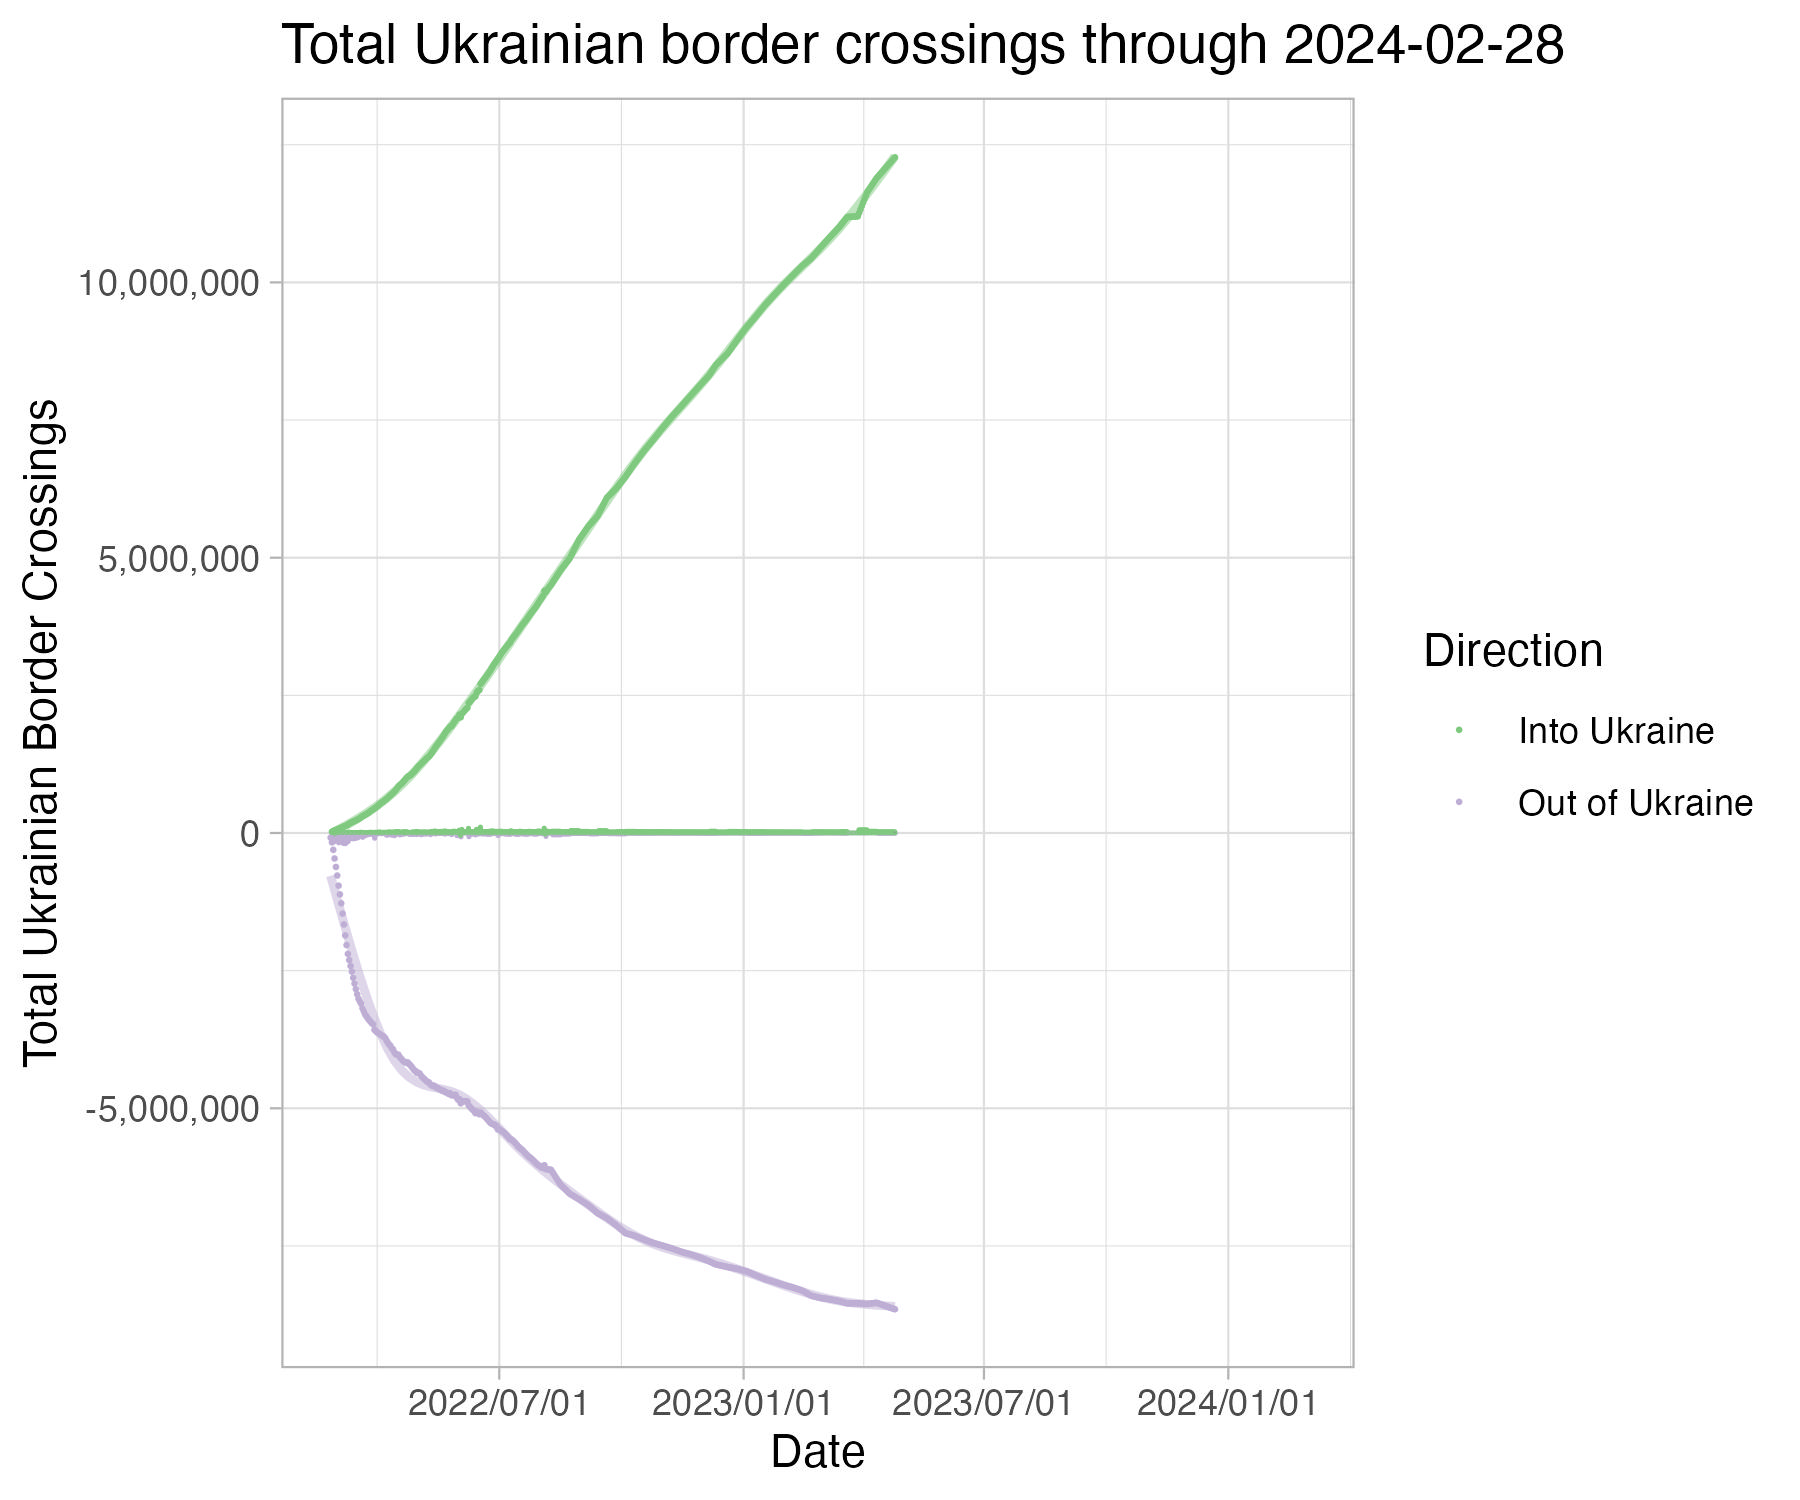 Total Ukrainian border crossings through 2024-02-28
Total Ukrainian Border Crossings
10,000,000
5,000,000
0
-5,000,000
2022/07/01
2023/01/01
2023/07/01
2024/01/01
Date
Direction
Into Ukraine
Out of Ukraine